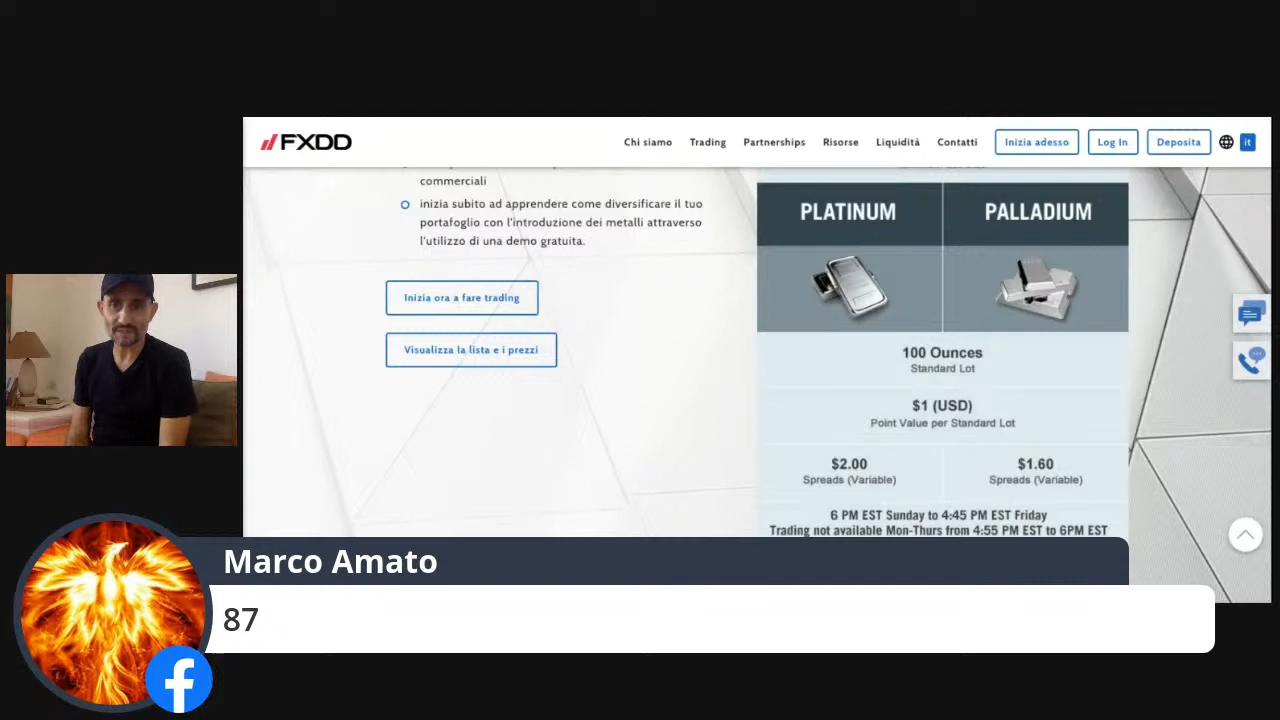 FXDD
Chi siamo Trading Partnerships Risorse Liquidità Contatti Inizia adesso Log In Deposita it
commerciali
inizia subito ad apprendere come diversificare il tuo
portafoglio con l'introduzione dei metalli attraverso
l'utilizzo di una demo gratuita.
Inizia ora a fare trading
Visualizza la lista e i prezzi
PLATINUM PALLADIUM
100 Ounces
Standard Lot
$1 (USD)
Point Value per Standard Lot
$2.00 $1.60
Spreads (Variable) Spreads (Variable)
6 PM EST Sunday to 4:45 PM EST Friday
Trading not available Mon-Thurs from 4:55 PM EST to 6PM EST
Marco Amato
87